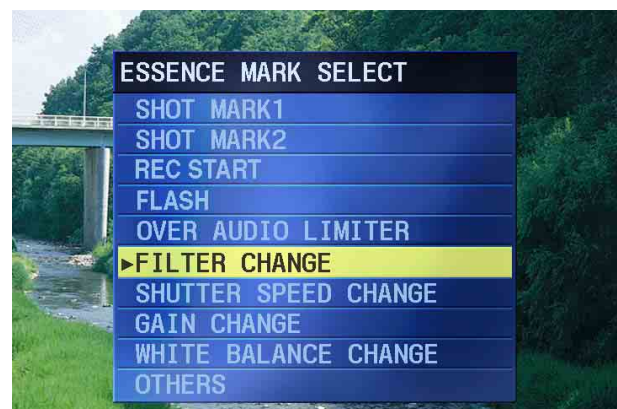 ESSENCE MARK SELECT
SHOT MARK1
SHOT MARK2
REC START
FLASH
OVER AUDIO LIMITER
▶FILTER CHANGE
SHUTTER SPEED CHANGE
GAIN CHANGE
WHITE BALANCE CHANGE
OTHERS